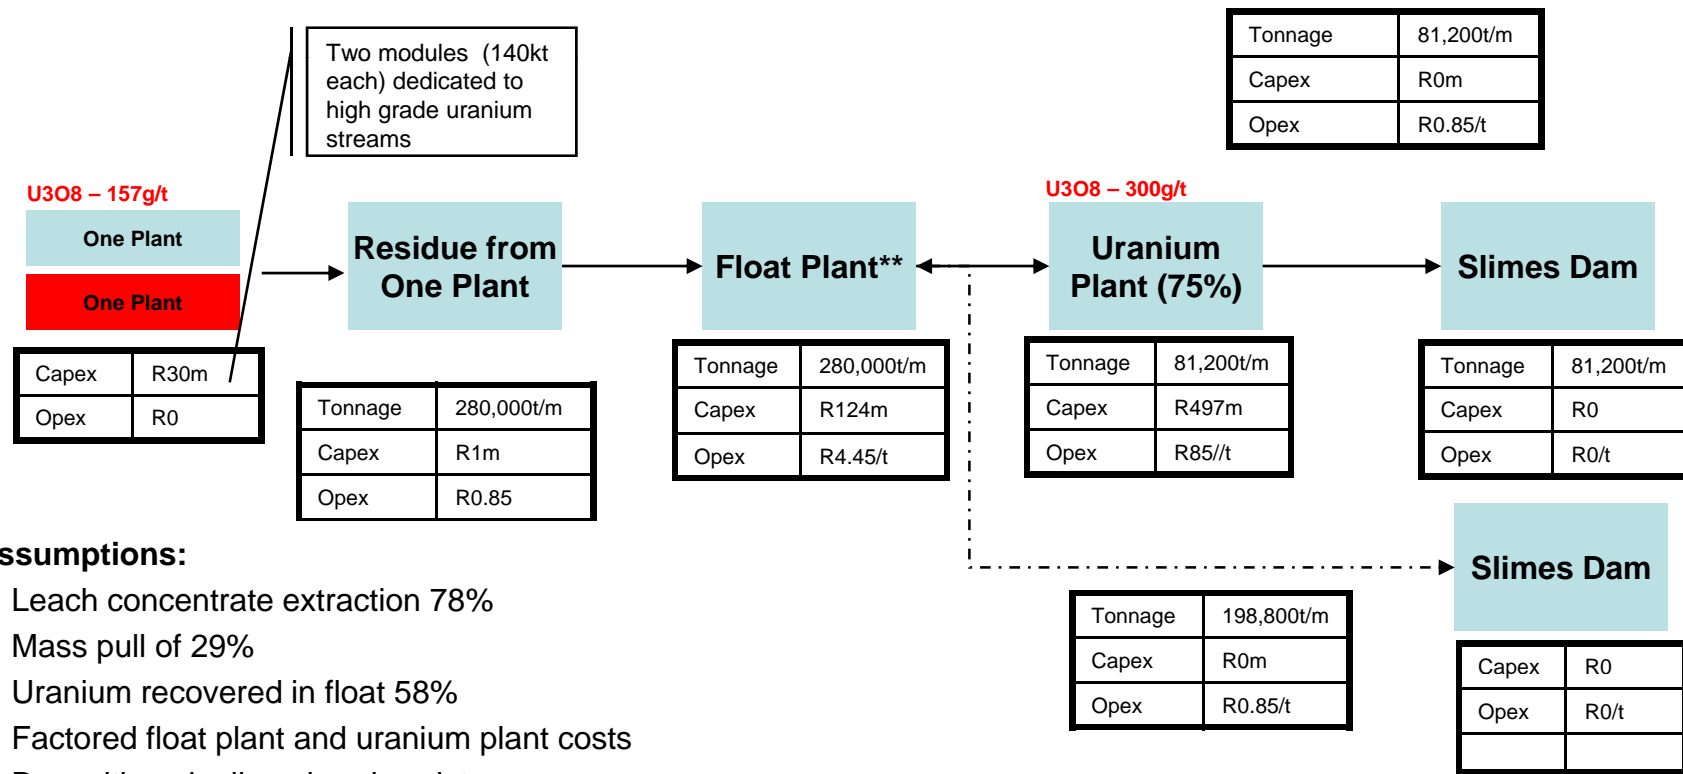 Two modules (140kt
each) dedicated to
high grade uranium
streams
Tonnage 81,200t/m
Capex R0m
Opex R0.85/t
U3O8 – 157g/t
One Plant
One Plant
Capex R30m
Opex R0
Residue from
One Plant
Tonnage 280,000t/m
Capex R1m
Opex R0.85
Float Plant**
Tonnage 280,000t/m
Capex R124m
Opex R4.45/t
U3O8 – 300g/t
Uranium
Plant (75%)
Tonnage 81,200t/m
Capex R497m
Opex R85//t
Slimes Dam
Tonnage 81,200t/m
Capex R0
Opex R0/t
Slimes Dam
Tonnage 198,800t/m
Capex R0m
Opex R0.85/t
Capex R0
Opex R0/t
ssumptions:
Leach concentrate extraction 78%
Mass pull of 29%
Uranium recovered in float 58%
Factored float plant and uranium plant costs